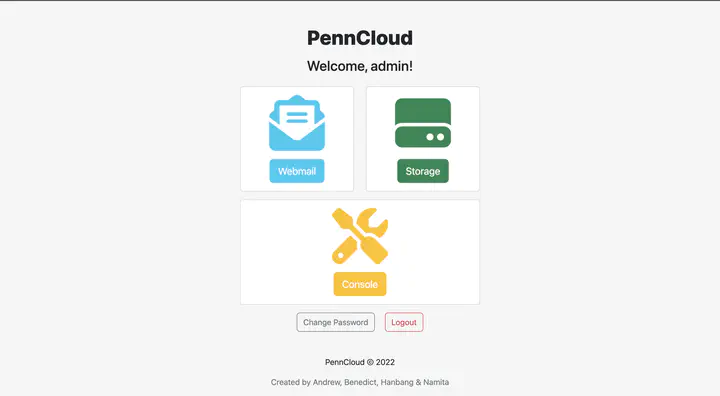 PennCloud
Welcome, admin!
Webmail
Storage
Console
Change Password
Logout
PennCloud © 2022
Created by Andrew, Benedict, Hanbang & Namita